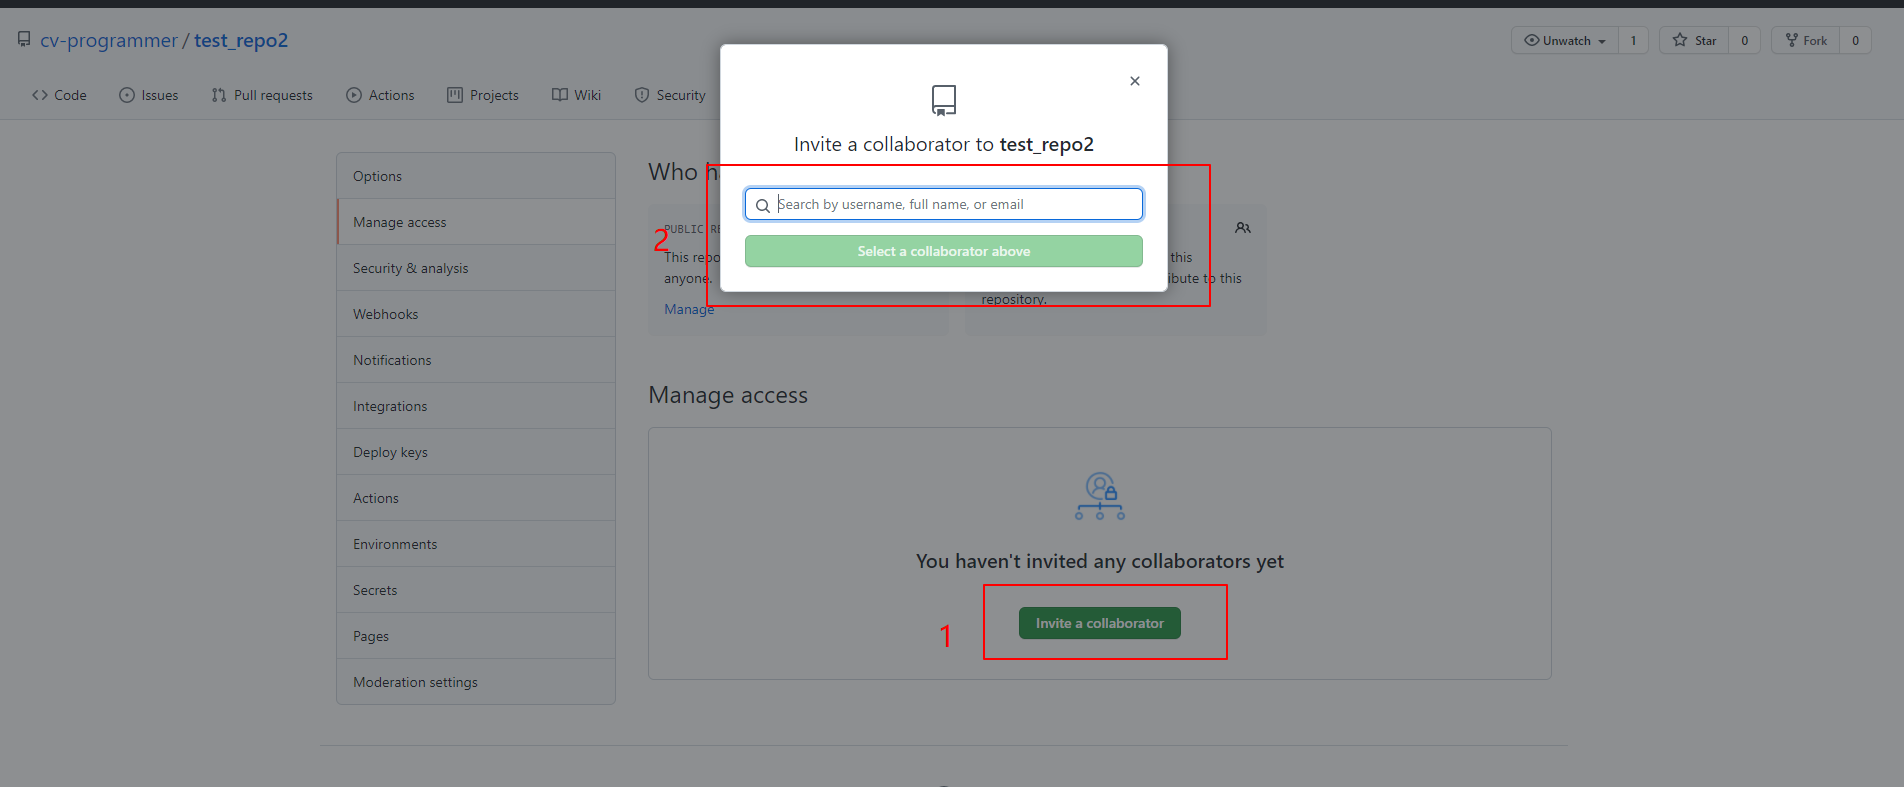 cv-programmer / test_repo2
Unwatch 1
Star 0
Fork 0
Code Issues Pull requests Actions Projects Wiki Security
Invite a collaborator to test_repo2
Search by username, full name, or email
Select a collaborator above
2
Options
Manage access
Security & analysis
Webhooks
Notifications
Integrations
Deploy keys
Actions
Environments
Secrets
Pages
Moderation settings
Who
PUBLIC
This
this
anyone.
to this
repository.
Manage
Manage access
You haven't invited any collaborators yet
Invite a collaborator
1